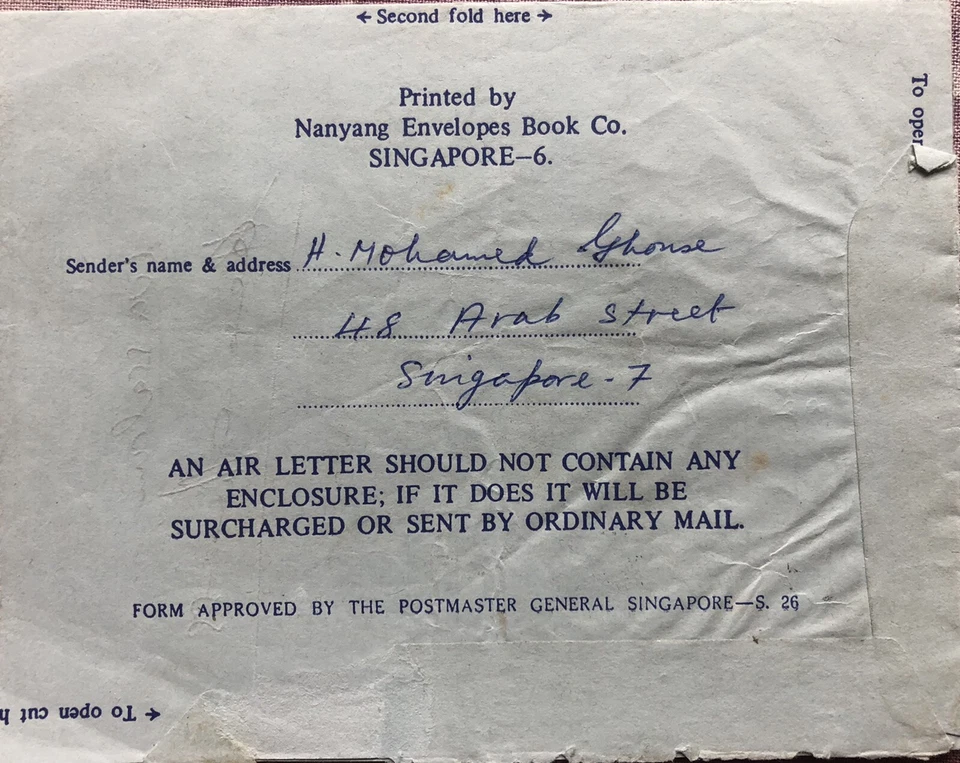 ← Second fold here →
Printed by
Nanyang Envelopes Book Co.
SINGAPORE—6.
To open
Sender's name & address H. Mohamed Ghouse
48 Arab Street
Singapore - 7
AN AIR LETTER SHOULD NOT CONTAIN ANY
ENCLOSURE; IF IT DOES IT WILL BE
SURCHARGED OR SENT BY ORDINARY MAIL.
FORM APPROVED BY THE POSTMASTER GENERAL SINGAPORE—S. 26
← To open cut h